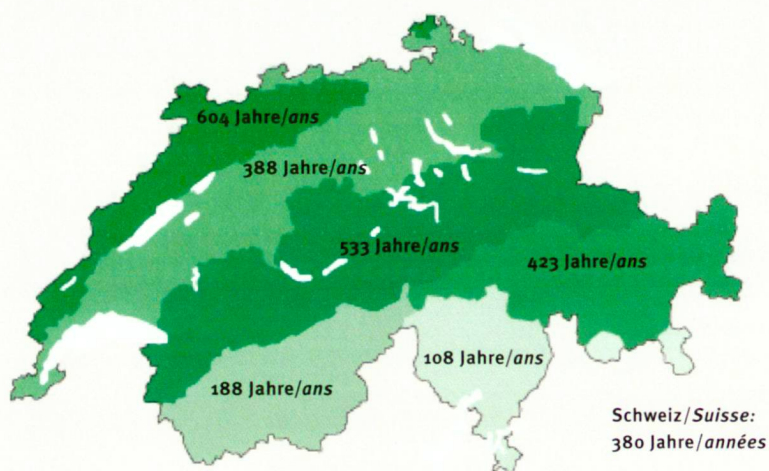 604 Jahre/ans
388 Jahre/ans
533 Jahre/ans
423 Jahre/ans
108 Jahre/ans
188 Jahre/ans
Schweiz/Suisse:
380 Jahre/années